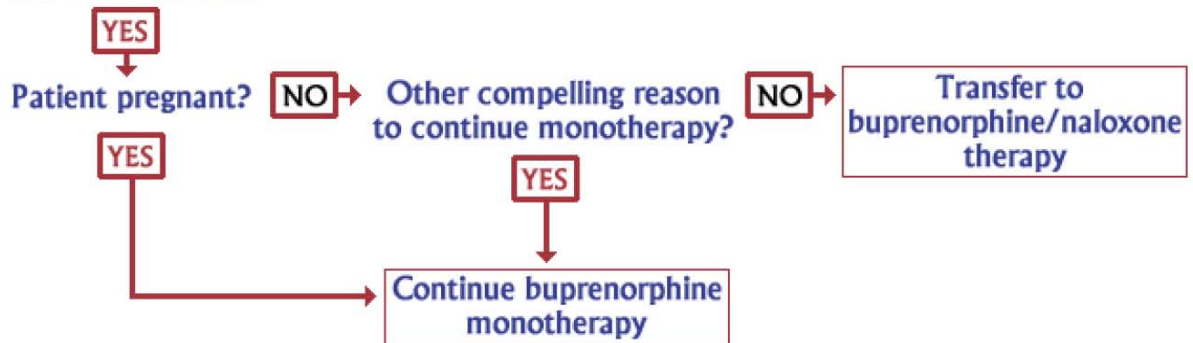 YES
Patient pregnant?
NO
Other compelling reason
to continue monotherapy?
NO
Transfer to
buprenorphine/naloxone
therapy
YES
YES
Continue buprenorphine
monotherapy